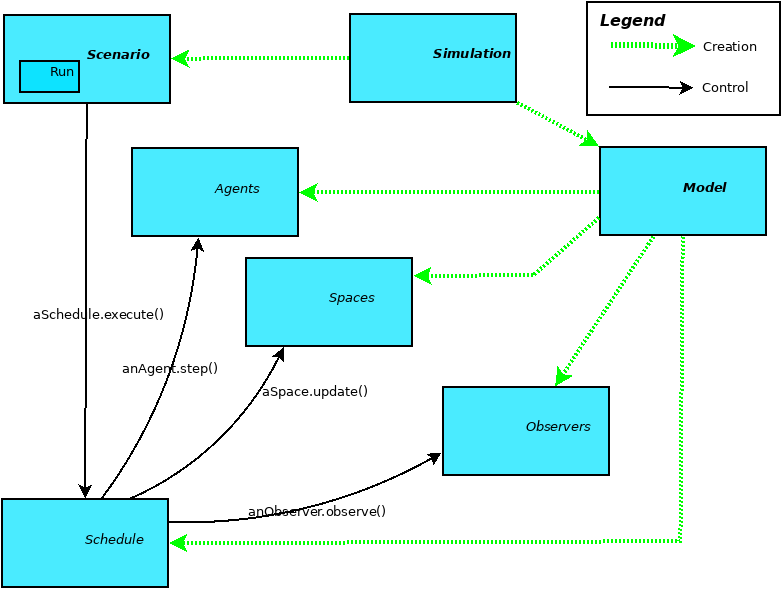 Legend
Scenario
Simulation
Creation
Run
Control
Agents
Model
Spaces
aSchedule.execute()
anAgent.step()
aSpace.update()
Observers
anObserver.observe()
Schedule